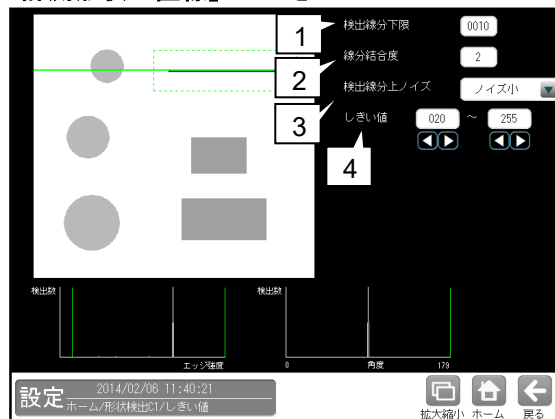 1
検出線分下限
0010
2
線分結合度
2
検出線分上ノイズ
ノイズ小
3
しきい値
020 ～ 255
4
検出数
エッジ強度
検出数
0 角度 179
設定
2014/02/06 11:40:21
ホーム/形状検出C1/しきい値
拡大縮小 ホーム 戻る